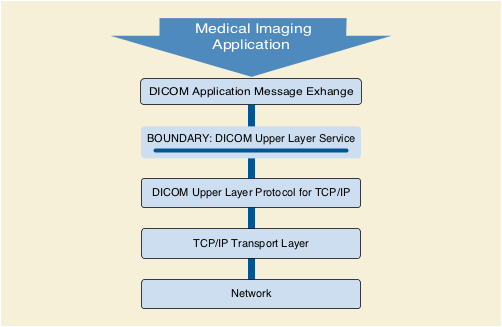 Medical Imaging
Application
DICOM Application Message Exhange
BOUNDARY: DICOM Upper Layer Service
DICOM Upper Layer Protocol for TCP/IP
TCP/IP Transport Layer
Network